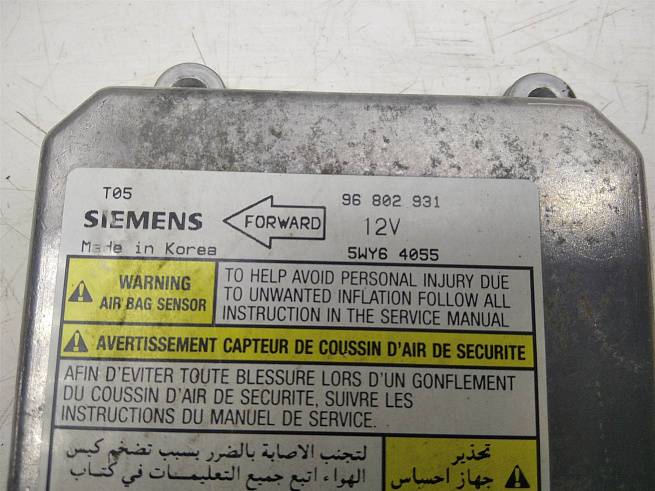 T05
SIEMENS
Made in Korea
FORWARD
96 802 931
12V
5WY6 4055
WARNING
AIR BAG SENSOR
TO HELP AVOID PERSONAL INJURY DUE
TO UNWANTED INFLATION FOLLOW ALL
INSTRUCTION IN THE SERVICE MANUAL
AVERTISSEMENT CAPTEUR DE COUSSIN D'AIR DE SECURITE
AFIN D'EVITER TOUTE BLESSURE LORS D'UN GONFLEMENT
DU COUSSIN D'AIR DE SECURITE, SUIVRE LES
INSTRUCTIONS DU MANUEL DE SERVICE.
تحذير
جهاز احساس
لتجنب الاصابة بالضرر بسبب تضخم كيس
الهواء اتبع جميع التعليمات في كتاب